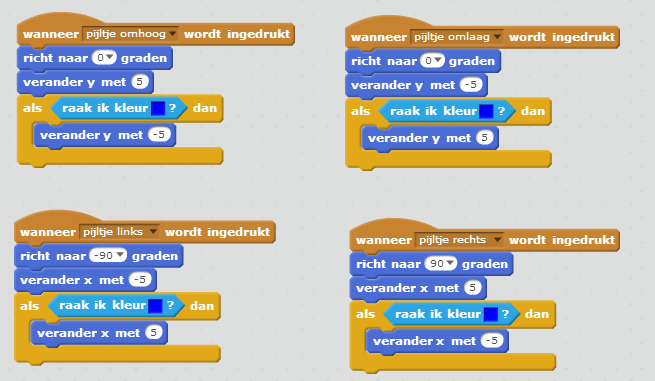 wanneer pijltje omhoog wordt ingedrukt
richt naar 0 graden
verander y met 5
als raak ik kleur ? dan
verander y met -5
wanneer pijltje omlaag wordt ingedrukt
richt naar 0 graden
verander y met -5
als raak ik kleur ? dan
verander y met 5
wanneer pijltje links wordt ingedrukt
richt naar -90 graden
verander x met -5
als raak ik kleur ? dan
verander x met 5
wanneer pijltje rechts wordt ingedrukt
richt naar 90 graden
verander x met 5
als raak ik kleur ? dan
verander x met -5